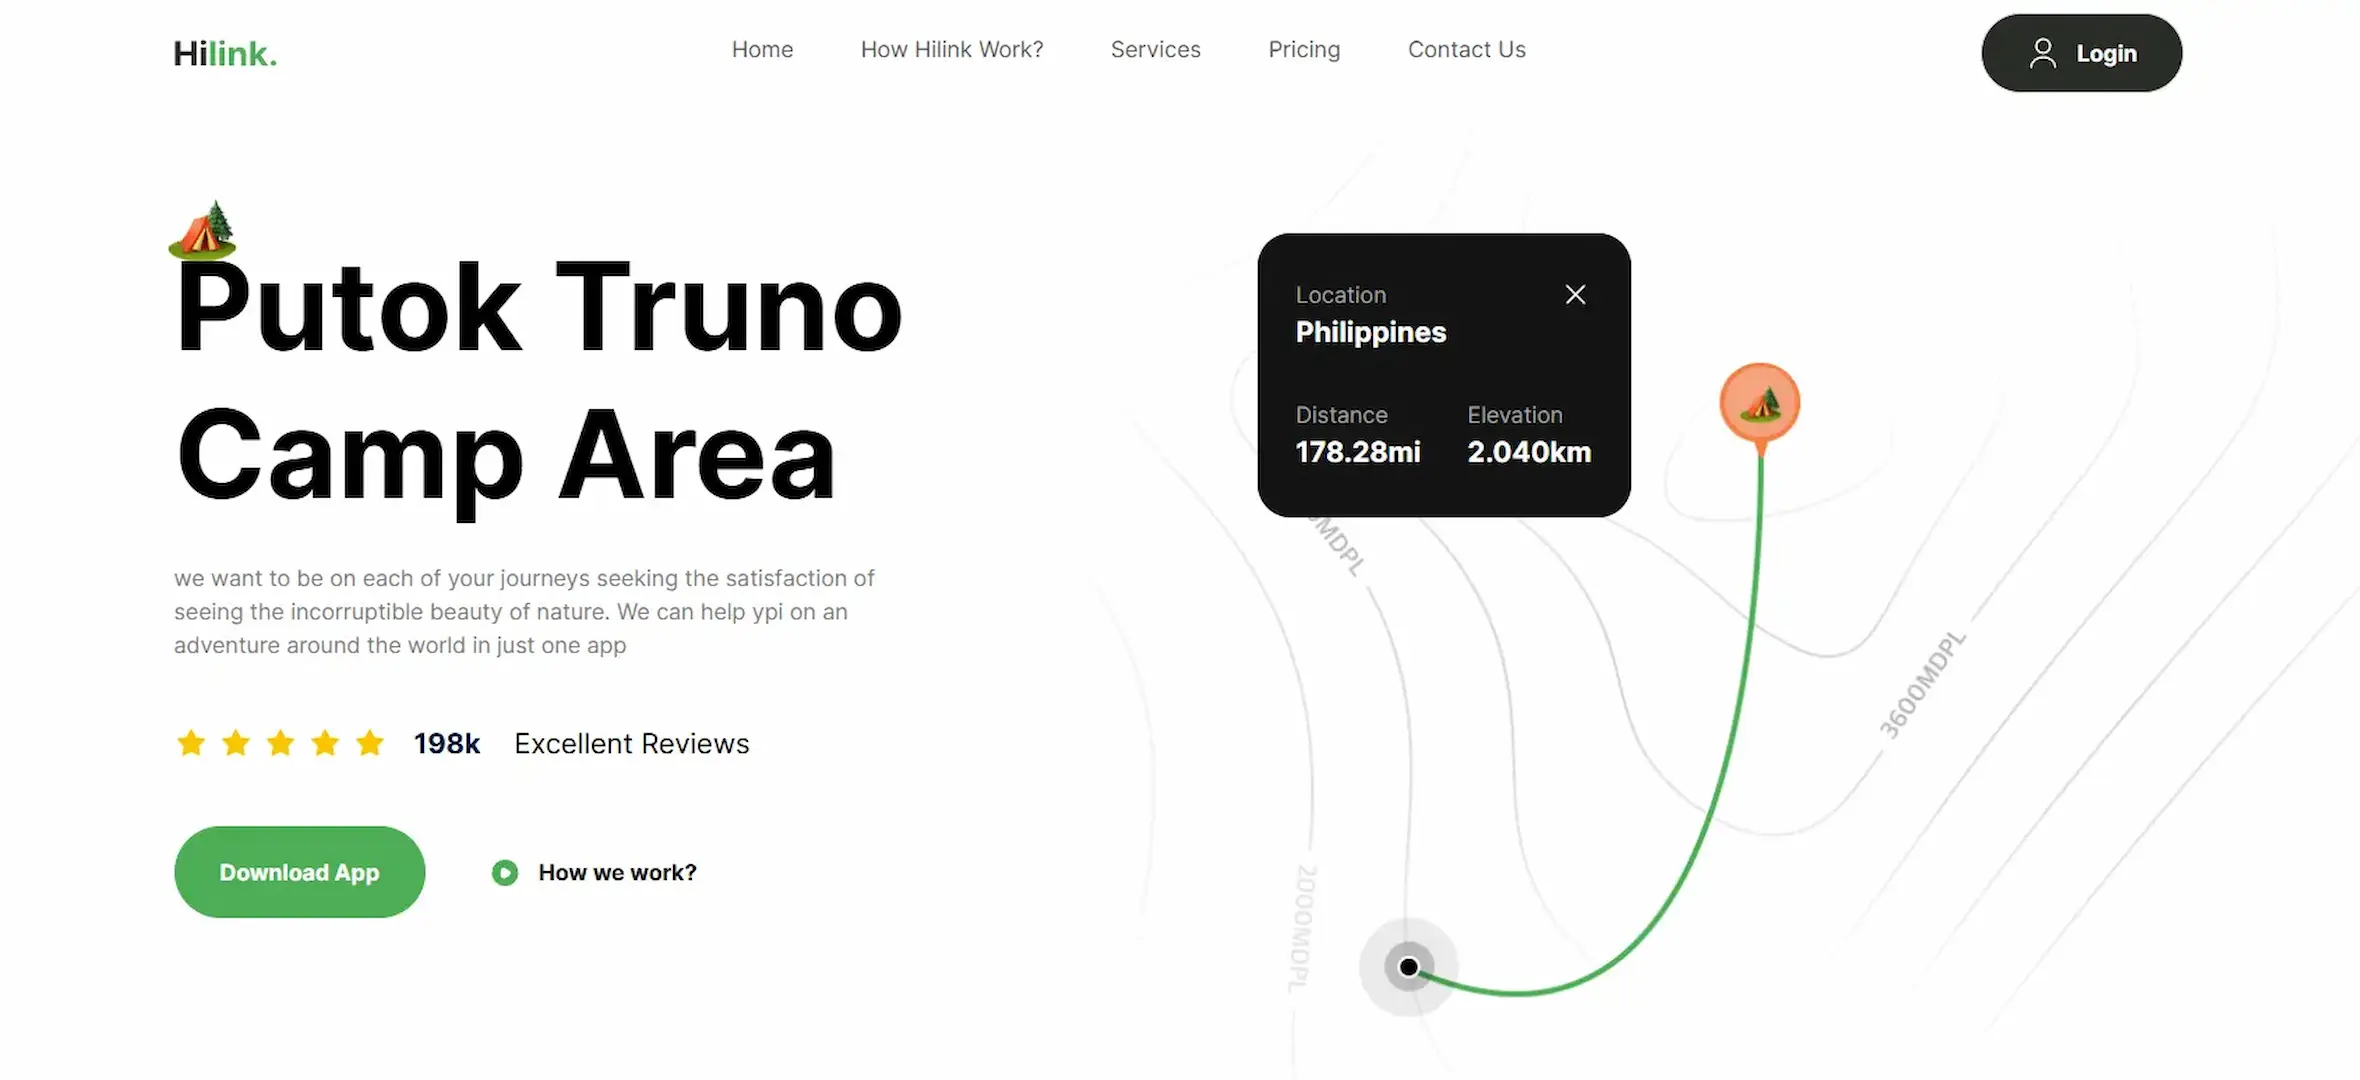 Hilink.
Home
How Hilink Work?
Services
Pricing
Contact Us
Login
Putok Truno
Camp Area
we want to be on each of your journeys seeking the satisfaction of
seeing the incorruptible beauty of nature. We can help ypi on an
adventure around the world in just one app
198k Excellent Reviews
Download App
How we work?
Location
Philippines
Distance
178.28mi
Elevation
2.040km
MDPL
3600MDPL
2000MDPL